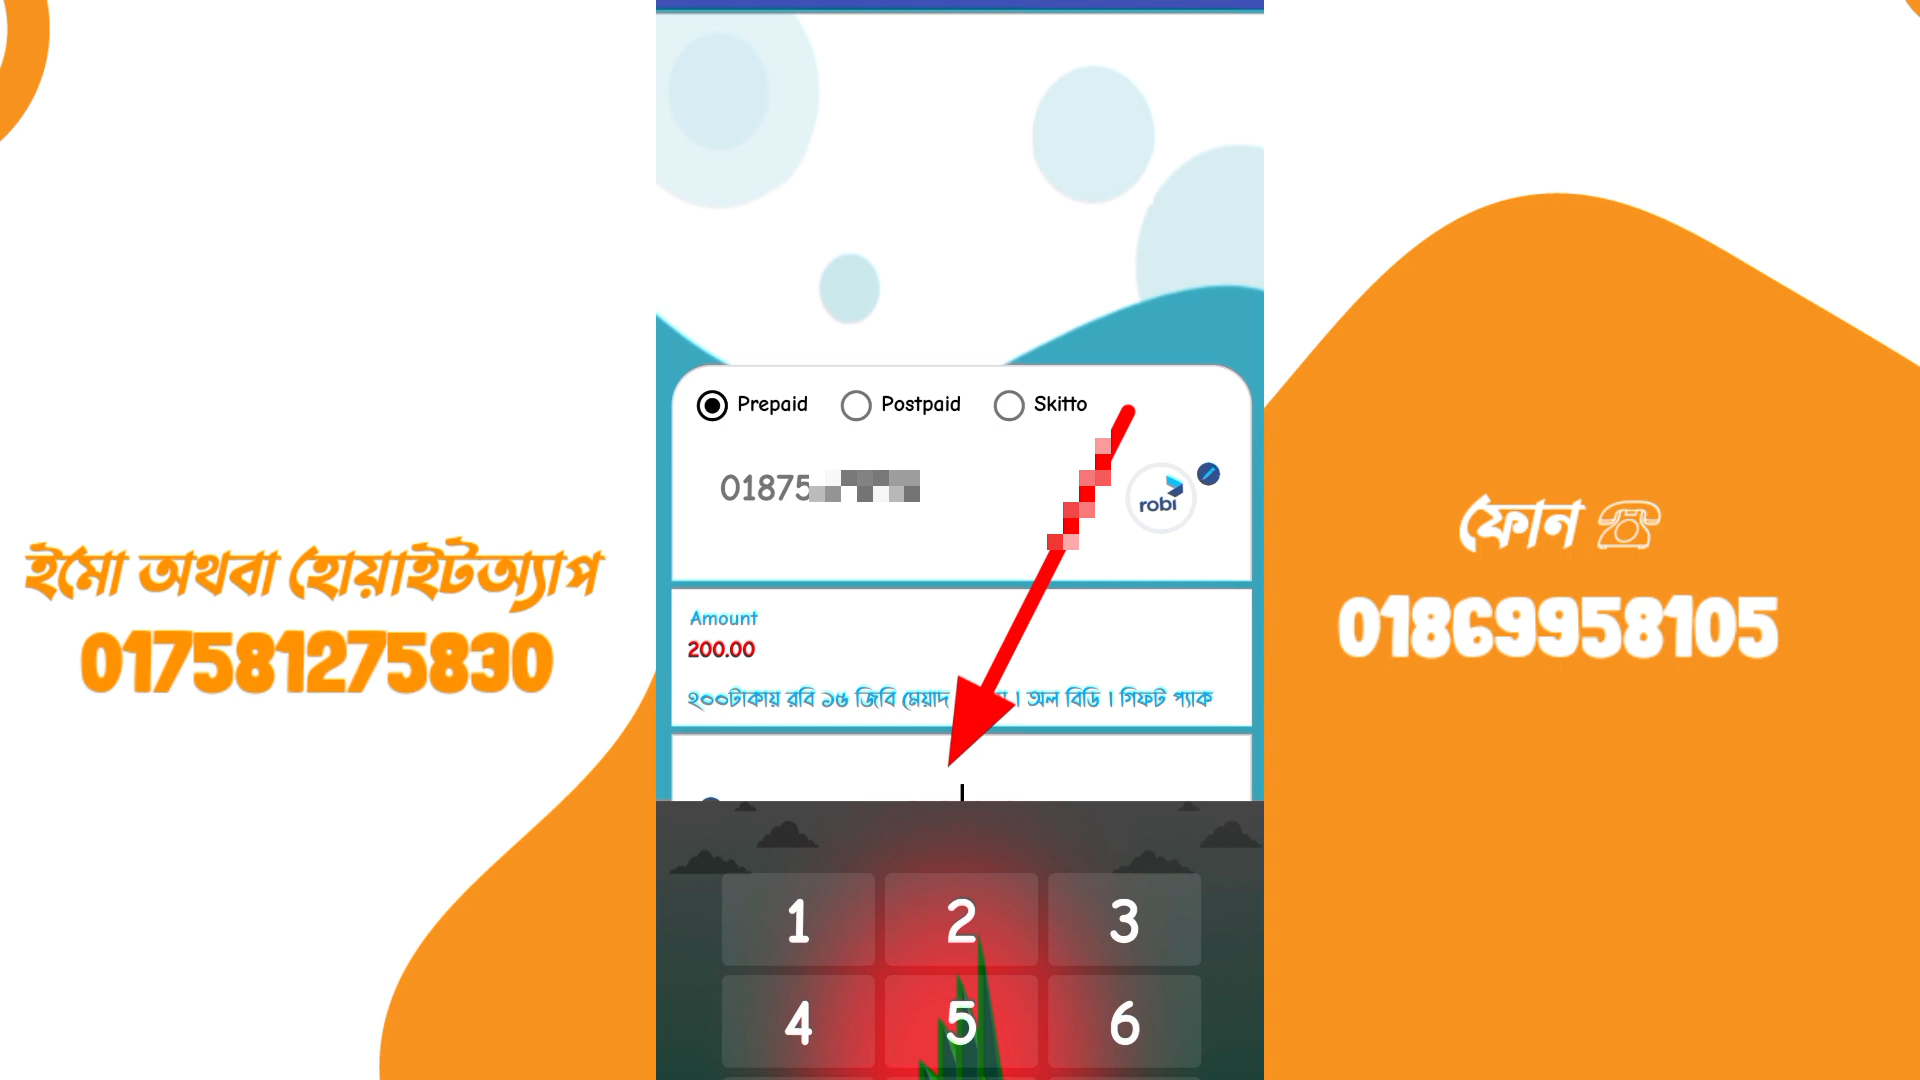 Prepaid Postpaid Skitto
01875
robi
Amount
200.00
২০০টাকায় রবি ১৫ জিবি মেয়াদ । অল বিডি । গিফট প্যাক
ইমো অথবা হোয়াইটঅ্যাপ
017581275830
ফোন ☏
01869958105
1 2 3
4 5 6